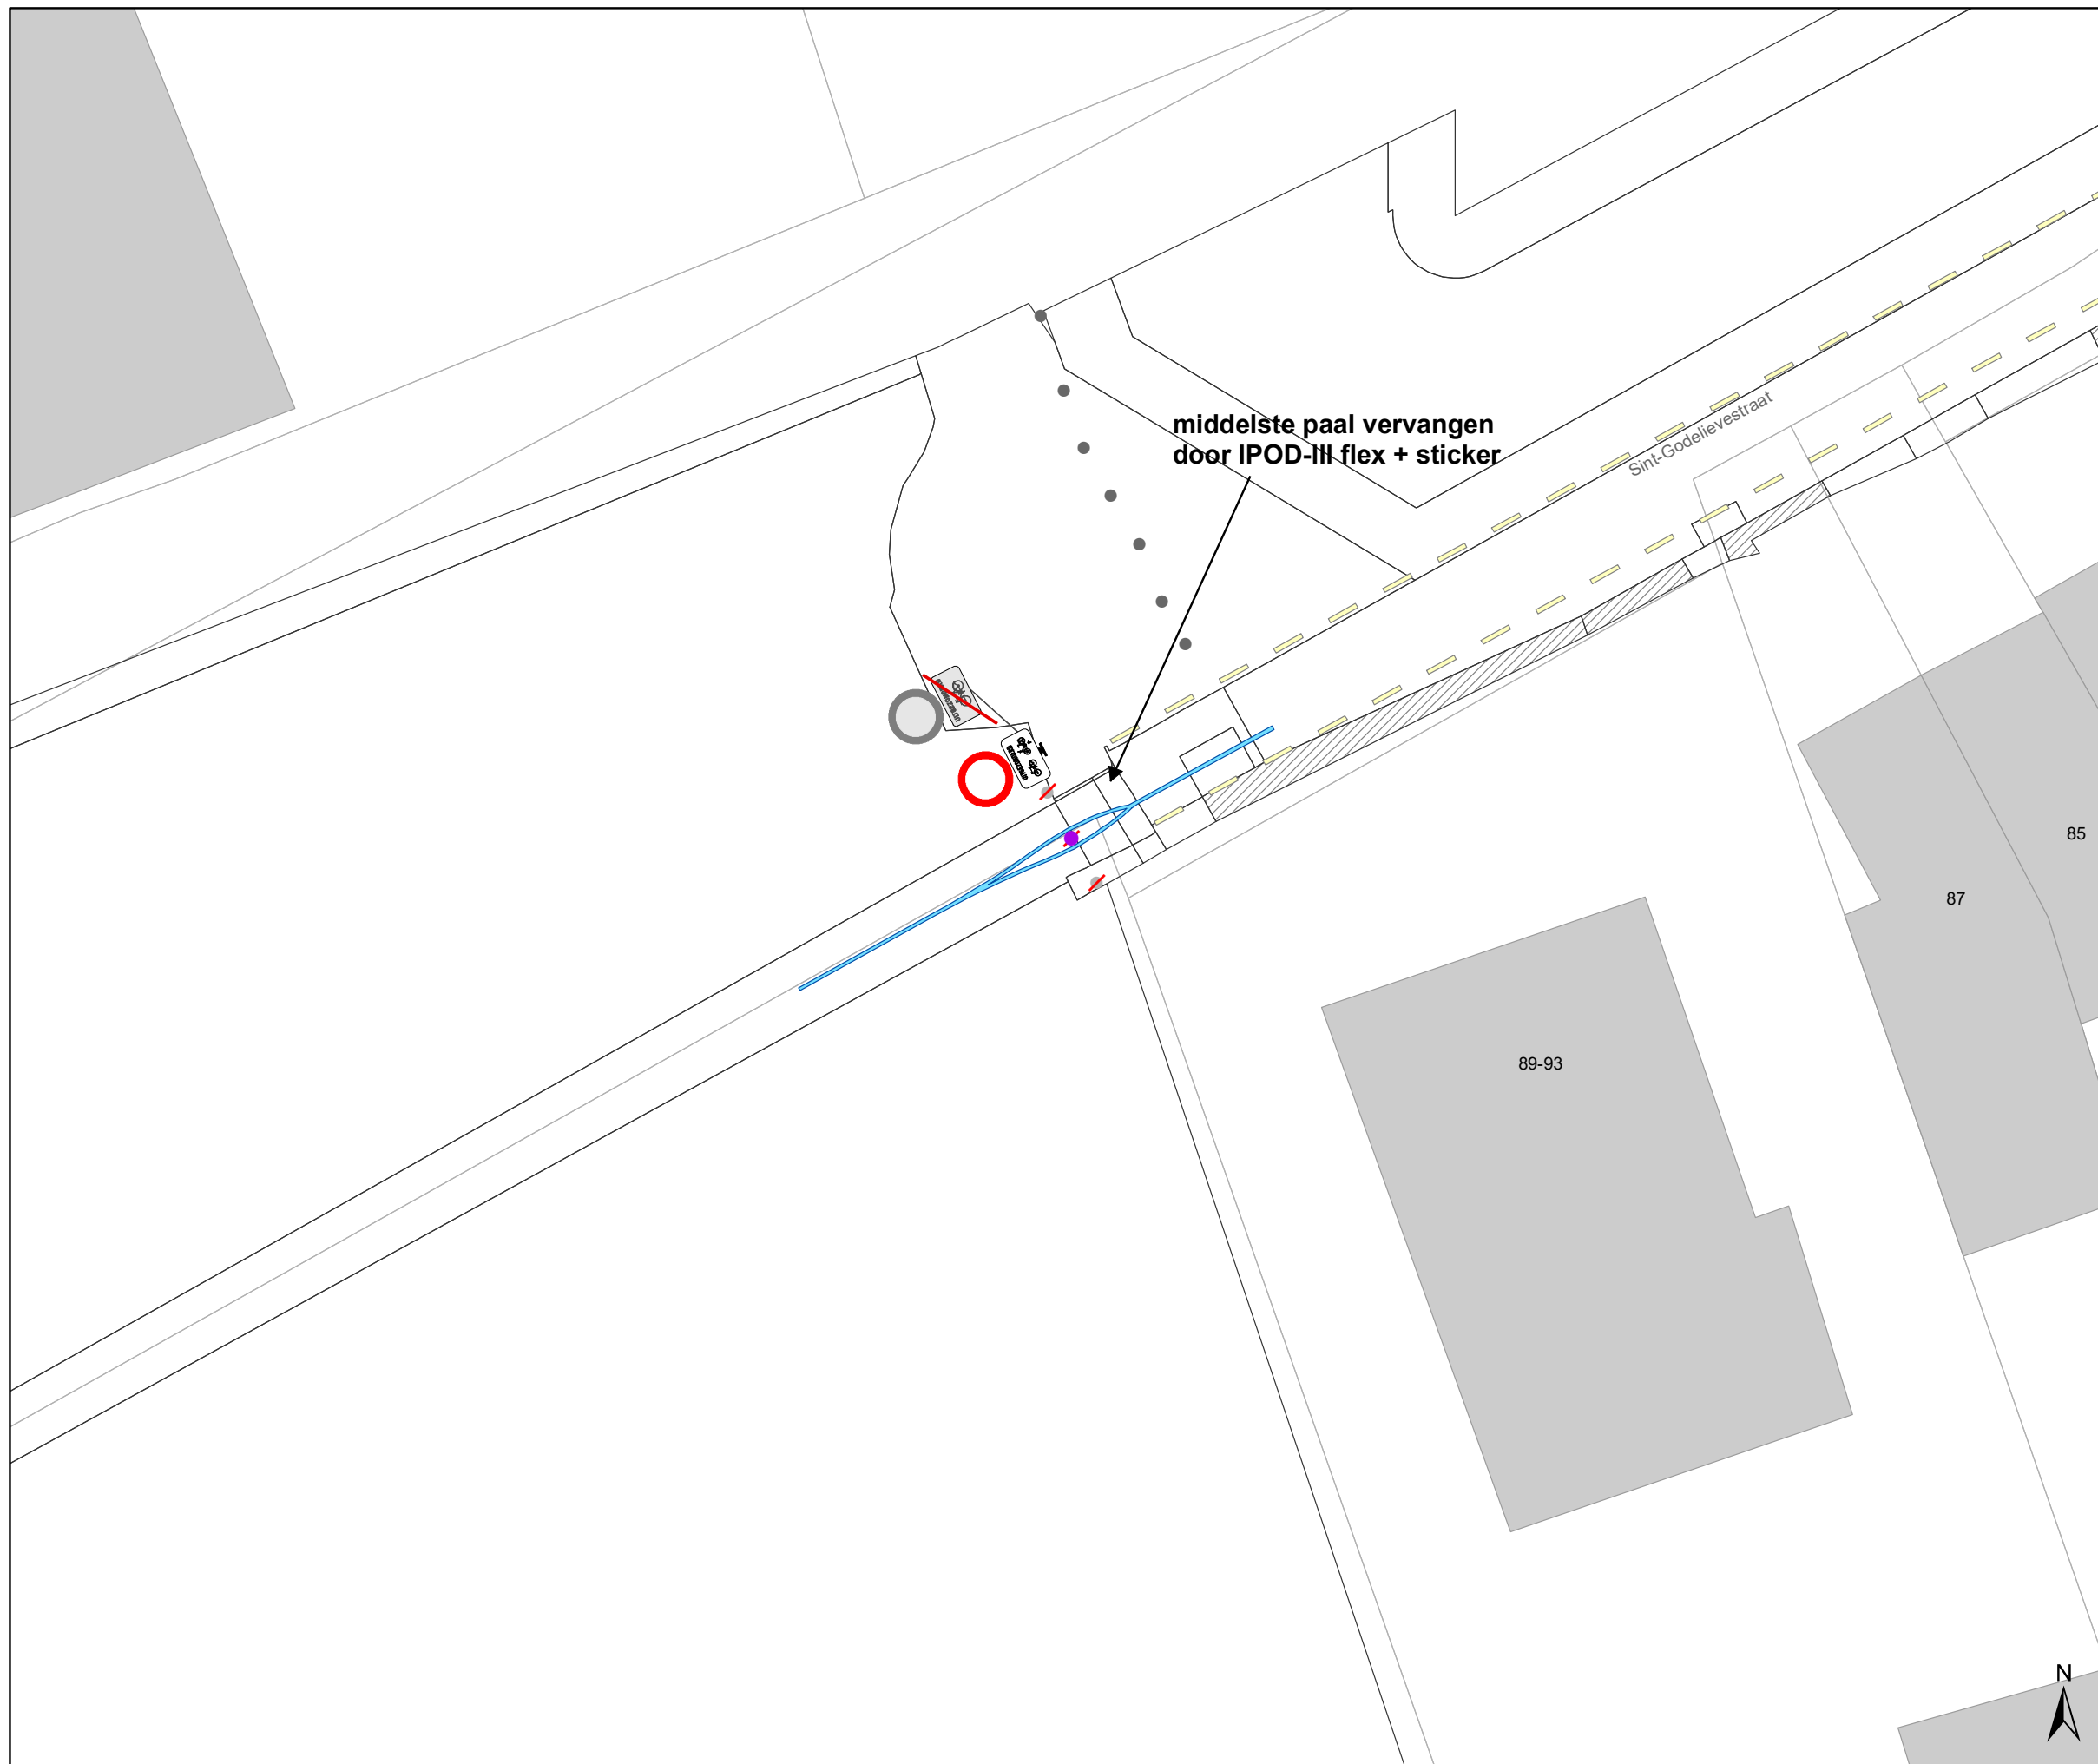 middelste paal vervangen
door IPOD-III flex + sticker
Sint-Godelievestraat
85
87
89-93
N